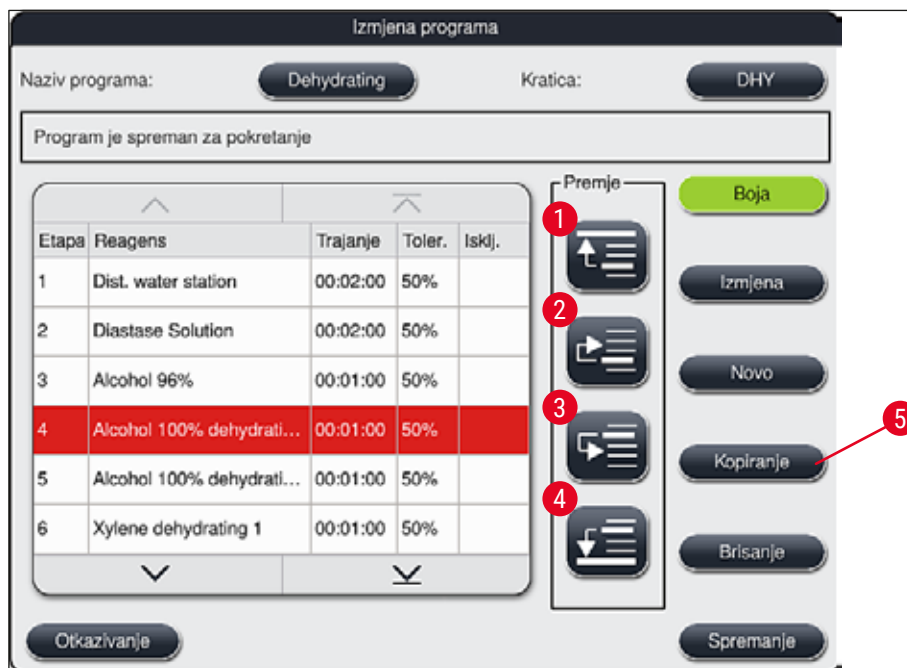 Izmjena programa
Naziv programa: Dehydrating Kratica: DHY
Program je spreman za pokretanje
Premje
Boja
1
Etapa Reagens Trajanje Toler. Isklj.
1 Dist. water station 00:02:00 50%
Izmjena
2
2 Diastase Solution 00:02:00 50%
3 Alcohol 96% 00:01:00 50%
Novo
3
4 Alcohol 100% dehydrati... 00:01:00 50%
5
Kopiranje
5 Alcohol 100% dehydrati... 00:01:00 50%
4
6 Xylene dehydrating 1 00:01:00 50%
Brisanje
Otkazivanje Spremanje